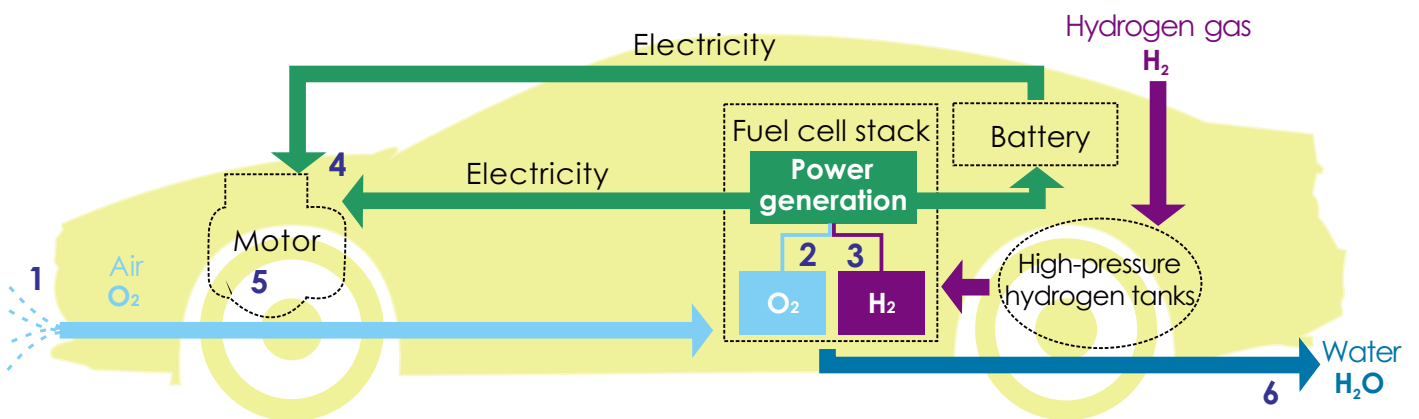 Electricity
Hydrogen gas
H₂
Fuel cell stack
Battery
Power
generation
4
Electricity
Motor
5
1
Air
O₂
2
3
O₂
H₂
High-pressure
hydrogen tanks
Water
H₂O
6